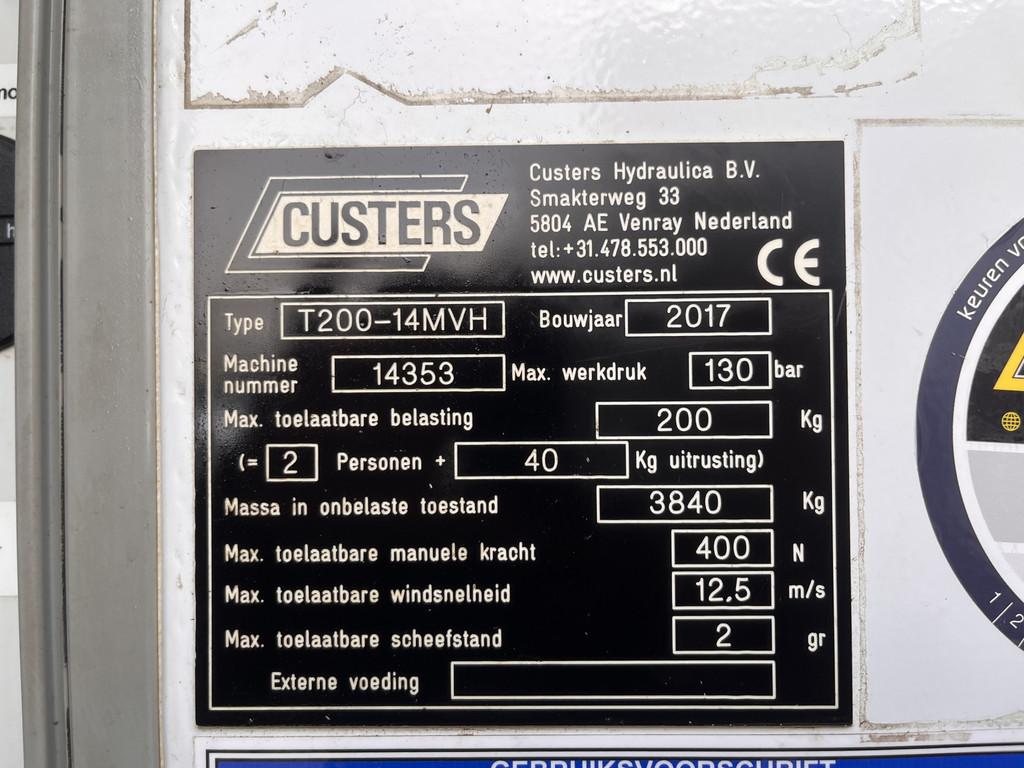 CUSTERS
Custers Hydraulica B.V.
Smakterweg 33
5804 AE Venray Nederland
tel:+31.478.553.000
www.custers.nl
CE
Type T200-14MVH Bouwjaar 2017
Machine nummer 14353 Max. werkdruk 130 bar
Max. toelaatbare belasting 200 Kg
(= 2 Personen + 40 Kg uitrusting)
Massa in onbelaste toestand 3840 Kg
Max. toelaatbare manuele kracht 400 N
Max. toelaatbare windsnelheid 12,5 m/s
Max. toelaatbare scheefstand 2 gr
Externe voeding
keuren
1 2
GEBRUIKSVOORSCHRIFT